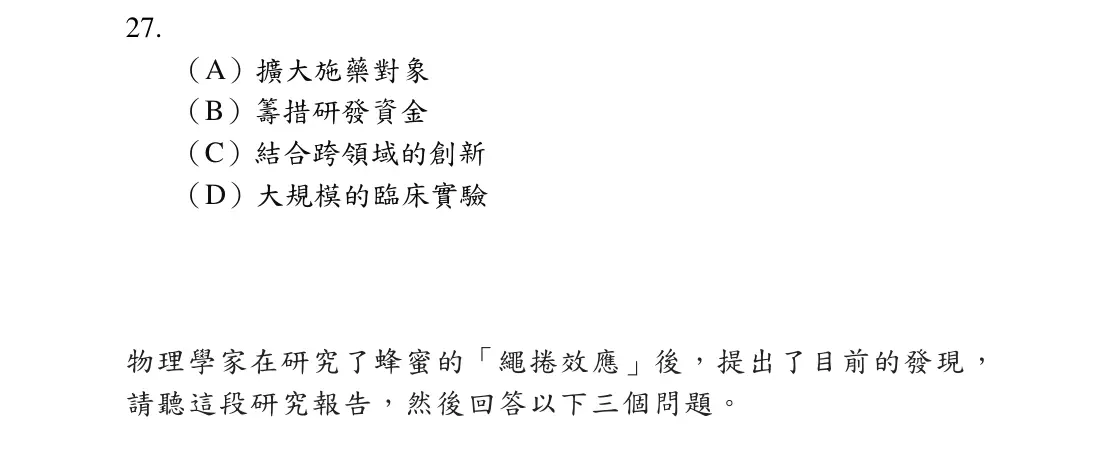 27.
（A）擴大施藥對象
（B）籌措研發資金
（C）結合跨領域的創新
（D）大規模的臨床實驗
物理學家在研究了蜂蜜的「繩捲效應」後，提出了目前的發現，
請聽這段研究報告，然後回答以下三個問題。